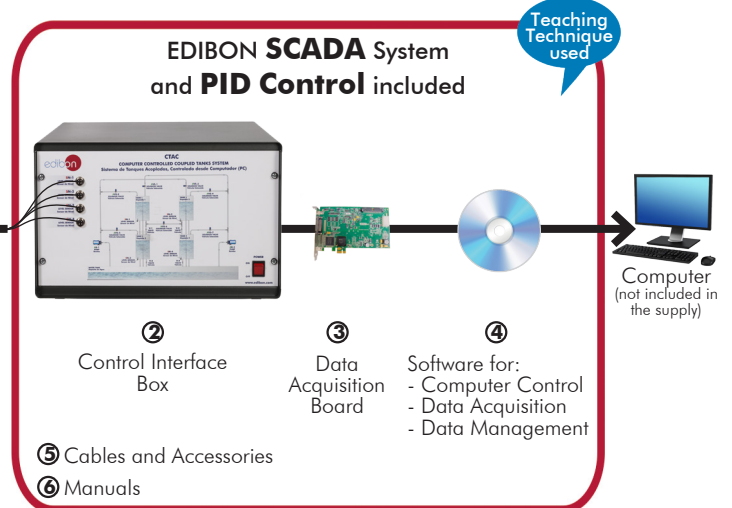 Teaching
Technique
used
EDIBON SCADA System
and PID Control included
edibon
CTAC
COMPUTER CONTROLLED COUPLED TANKS SYSTEM
Sistema de Tanques Acoplados, Controlado desde Computador (PC)
POWER
www.edibon.com
Computer
(not included in
the supply)
2
Control Interface
Box
3
Data
Acquisition
Board
4
Software for:
- Computer Control
- Data Acquisition
- Data Management
5 Cables and Accessories
6 Manuals